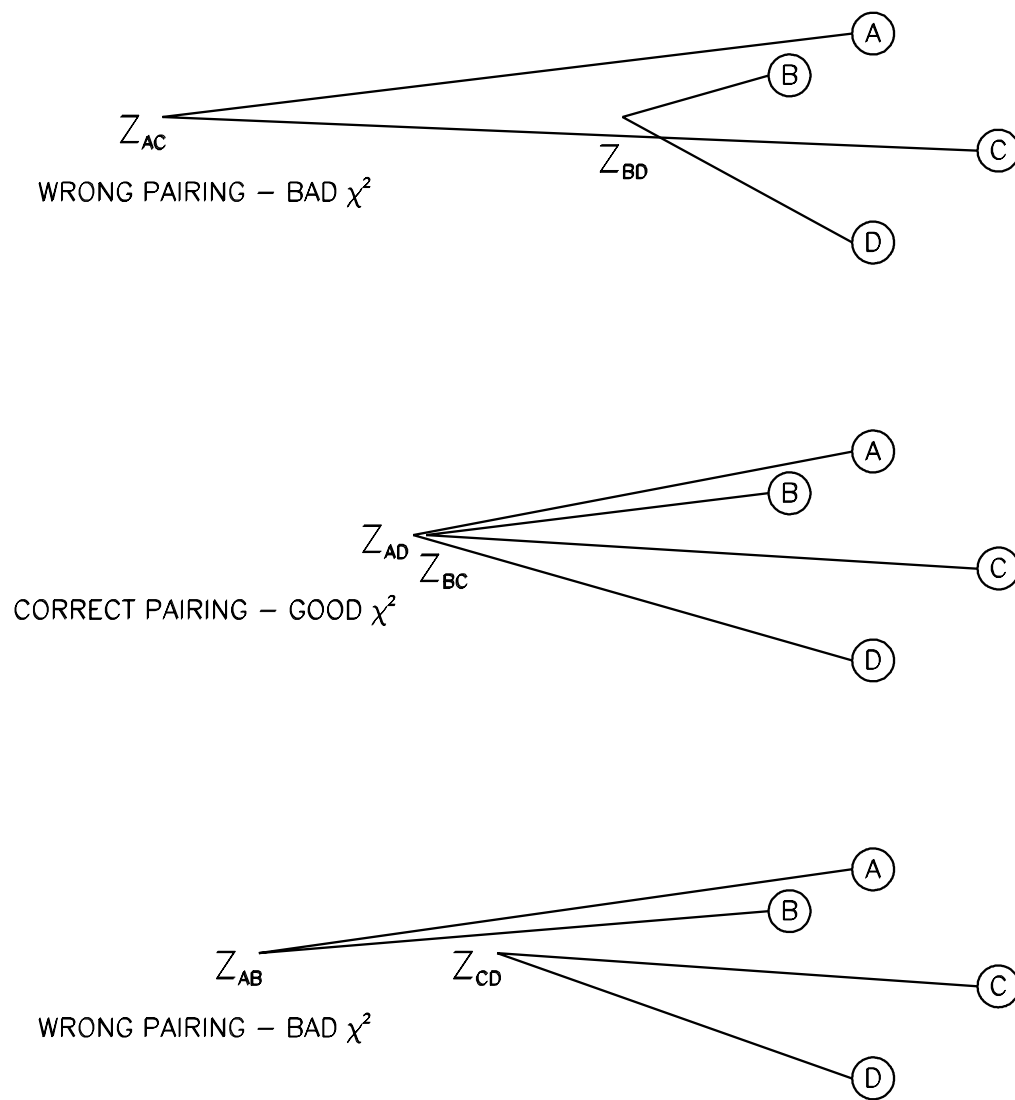 A
B
Z_AC
Z_BD
C
WRONG PAIRING – BAD χ²
D
A
B
Z_AD
Z_BC
C
CORRECT PAIRING – GOOD χ²
D
A
B
Z_AB
Z_CD
C
WRONG PAIRING – BAD χ²
D